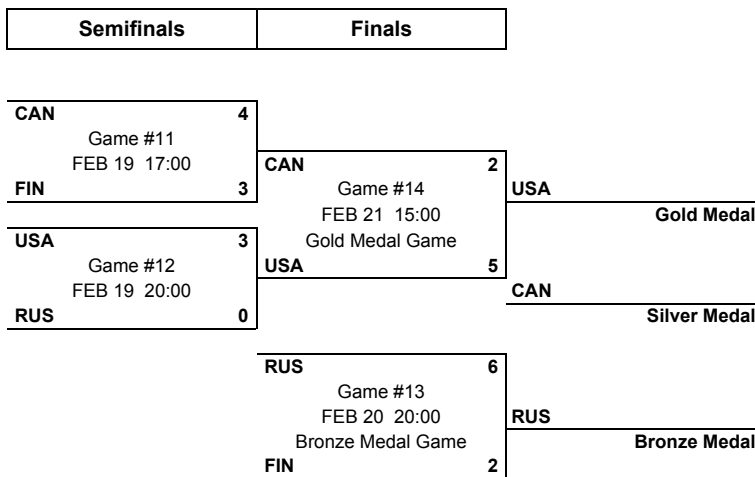 Semifinals Finals
CAN 4
Game #11
FEB 19 17:00
FIN 3
USA 3
Game #12
FEB 19 20:00
RUS 0
CAN 2
Game #14
FEB 21 15:00
Gold Medal Game
USA 5
USA
Gold Medal
CAN
Silver Medal
RUS 6
Game #13
FEB 20 20:00
Bronze Medal Game
FIN 2
RUS
Bronze Medal